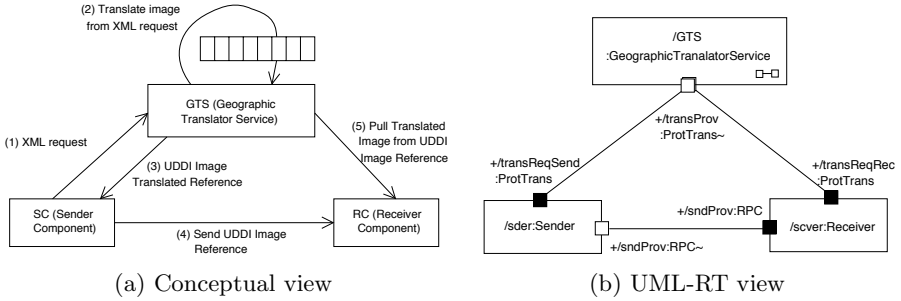 (2) Translate image
from XML request
GTS (Geographic
Translator Service)
(1) XML request
(3) UDDI Image
Translated Reference
(5) Pull Translated
Image from UDDI
Image Reference
SC (Sender
Component)
RC (Receiver
Component)
(4) Send UDDI Image
Reference
(a) Conceptual view
/GTS
:GeographicTranalatorService
+/transProv
:ProtTrans~
+/transReqSend
:ProtTrans
+/transReqRec
:ProtTrans
/sder:Sender
+/sndProv:RPC
+/sndProv:RPC~
/scver:Receiver
(b) UML-RT view